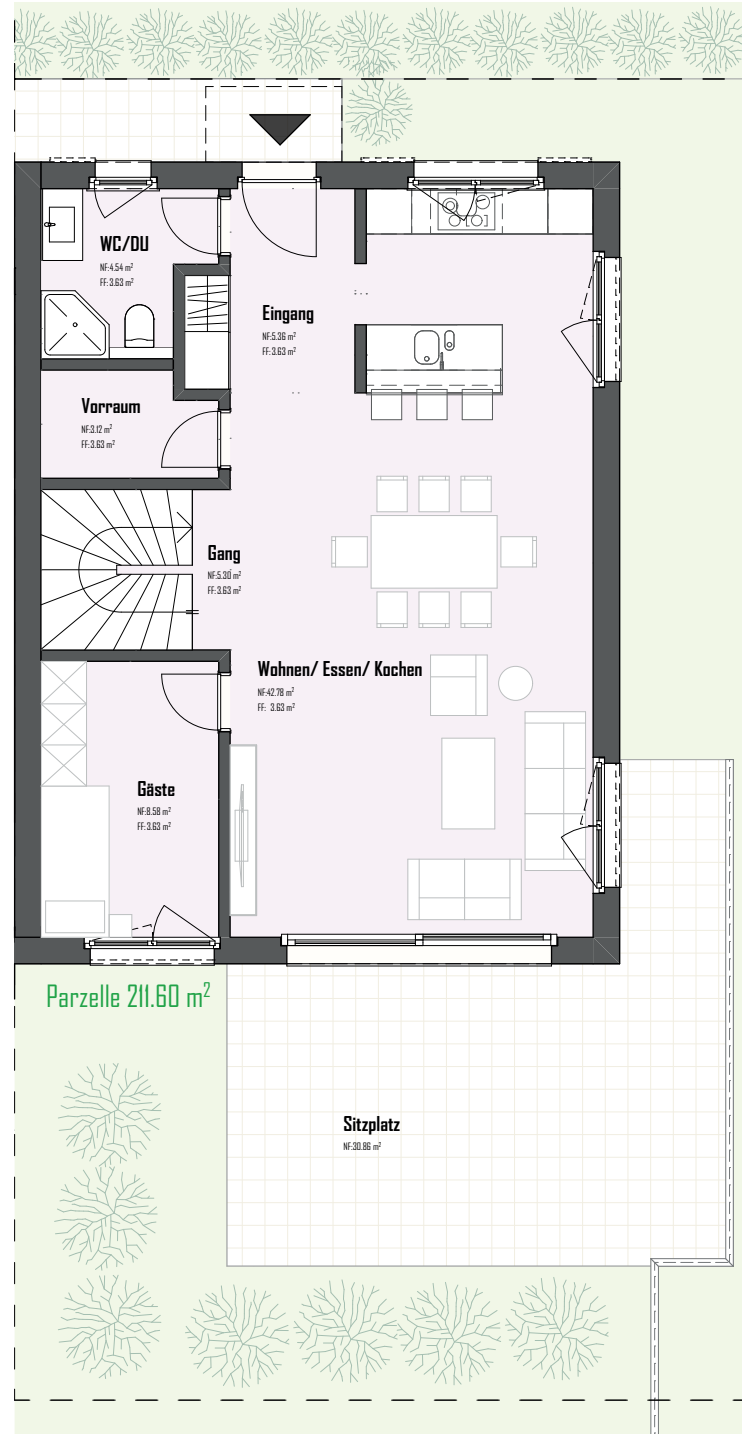 WC/DU
NF:4.54 m²
FF: 3.63 m²
Eingang
NF:5.36 m²
FF: 3.63 m²
Vorraum
NF:3.12 m²
FF:3.63 m²
Gang
NF:5.30 m²
FF: 3.63 m²
Wohnen/ Essen/ Kochen
NF:42.78 m²
FF: 3.63 m²
Gäste
NF:8.58 m²
FF:3.63 m²
Parzelle 211.60 m²
Sitzplatz
NF:30.86 m²